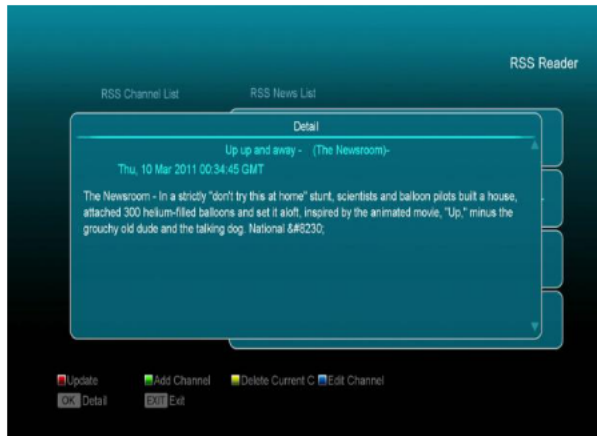 RSS Reader
RSS Channel List RSS News List
Detail
Up up and away - (The Newsroom)-
Thu, 10 Mar 2011 00:34:45 GMT
The Newsroom - In a strictly "don't try this at home" stunt, scientists and balloon pilots built a house,
attached 300 helium-filled balloons and set it aloft, inspired by the animated movie, "Up," minus the
grouchy old dude and the talking dog. National &#8230;
Update Add Channel Delete Current C Edit Channel
OK Detail EXIT Exit